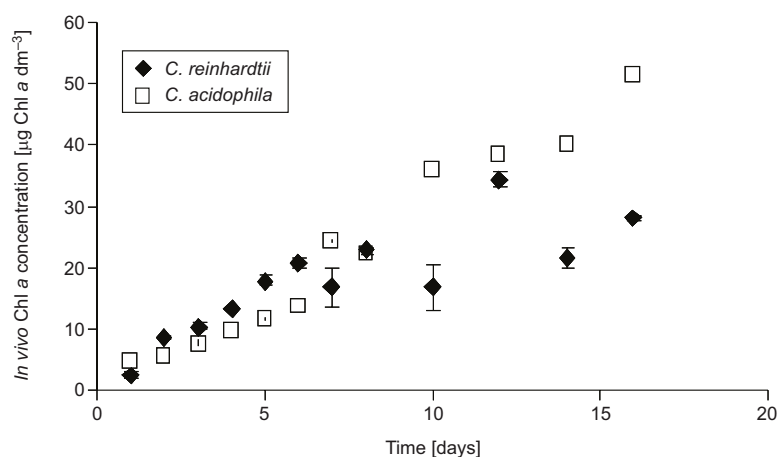 In vivo Chl a concentration [μg Chl a dm⁻³]
60
50
40
30
20
10
0
C. reinhardtii
C. acidophila
0 5 10 15 20
Time [days]